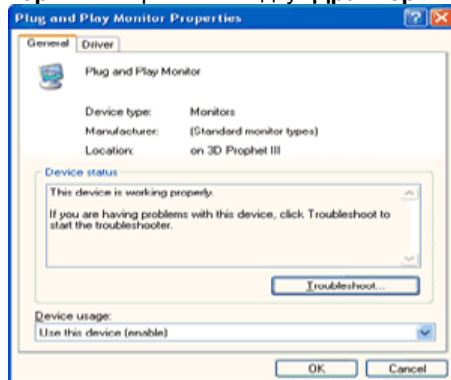 Plug and Play Monitor Properties
General Driver
Plug and Play Monitor
Device type: Monitors
Manufacturer: (Standard monitor types)
Location: on 3D Prophet III
Device status
This device is working properly.
If you are having problems with this device, click Troubleshoot to
start the troubleshooter.
Troubleshoot...
Device usage:
Use this device (enable)
OK Cancel